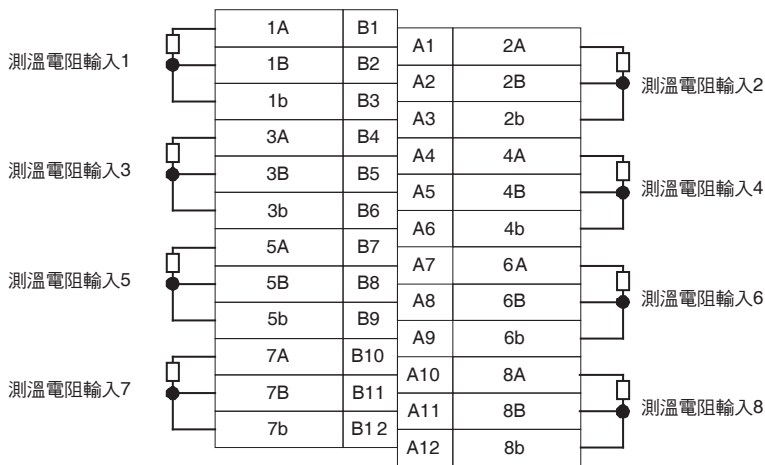 測溫電阻輸入1
1A B1
1B B2
1b B3
測溫電阻輸入3
3A B4
3B B5
3b B6
測溫電阻輸入5
5A B7
5B B8
5b B9
測溫電阻輸入7
7A B10
7B B11
7b B12
A1 2A
A2 2B
A3 2b
測溫電阻輸入2
A4 4A
A5 4B
A6 4b
測溫電阻輸入4
A7 6A
A8 6B
A9 6b
測溫電阻輸入6
A10 8A
A11 8B
A12 8b
測溫電阻輸入8